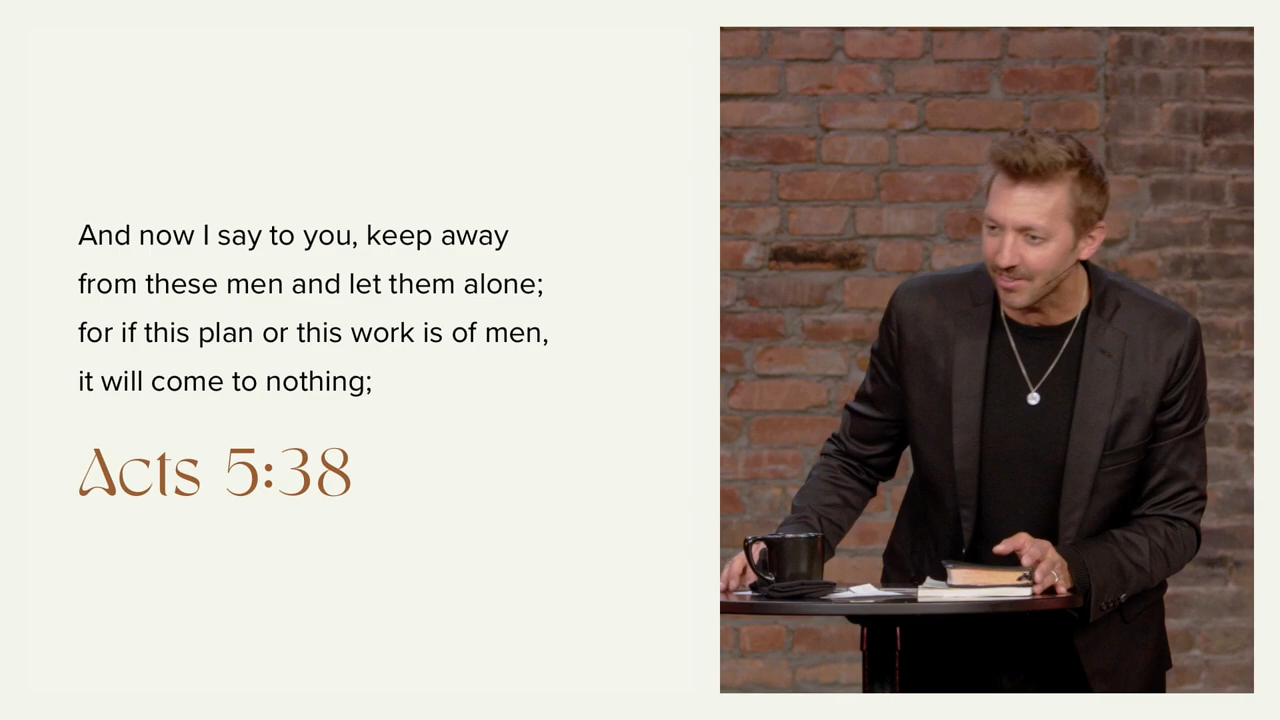 And now I say to you, keep away
from these men and let them alone;
for if this plan or this work is of men,
it will come to nothing;
Acts 5:38